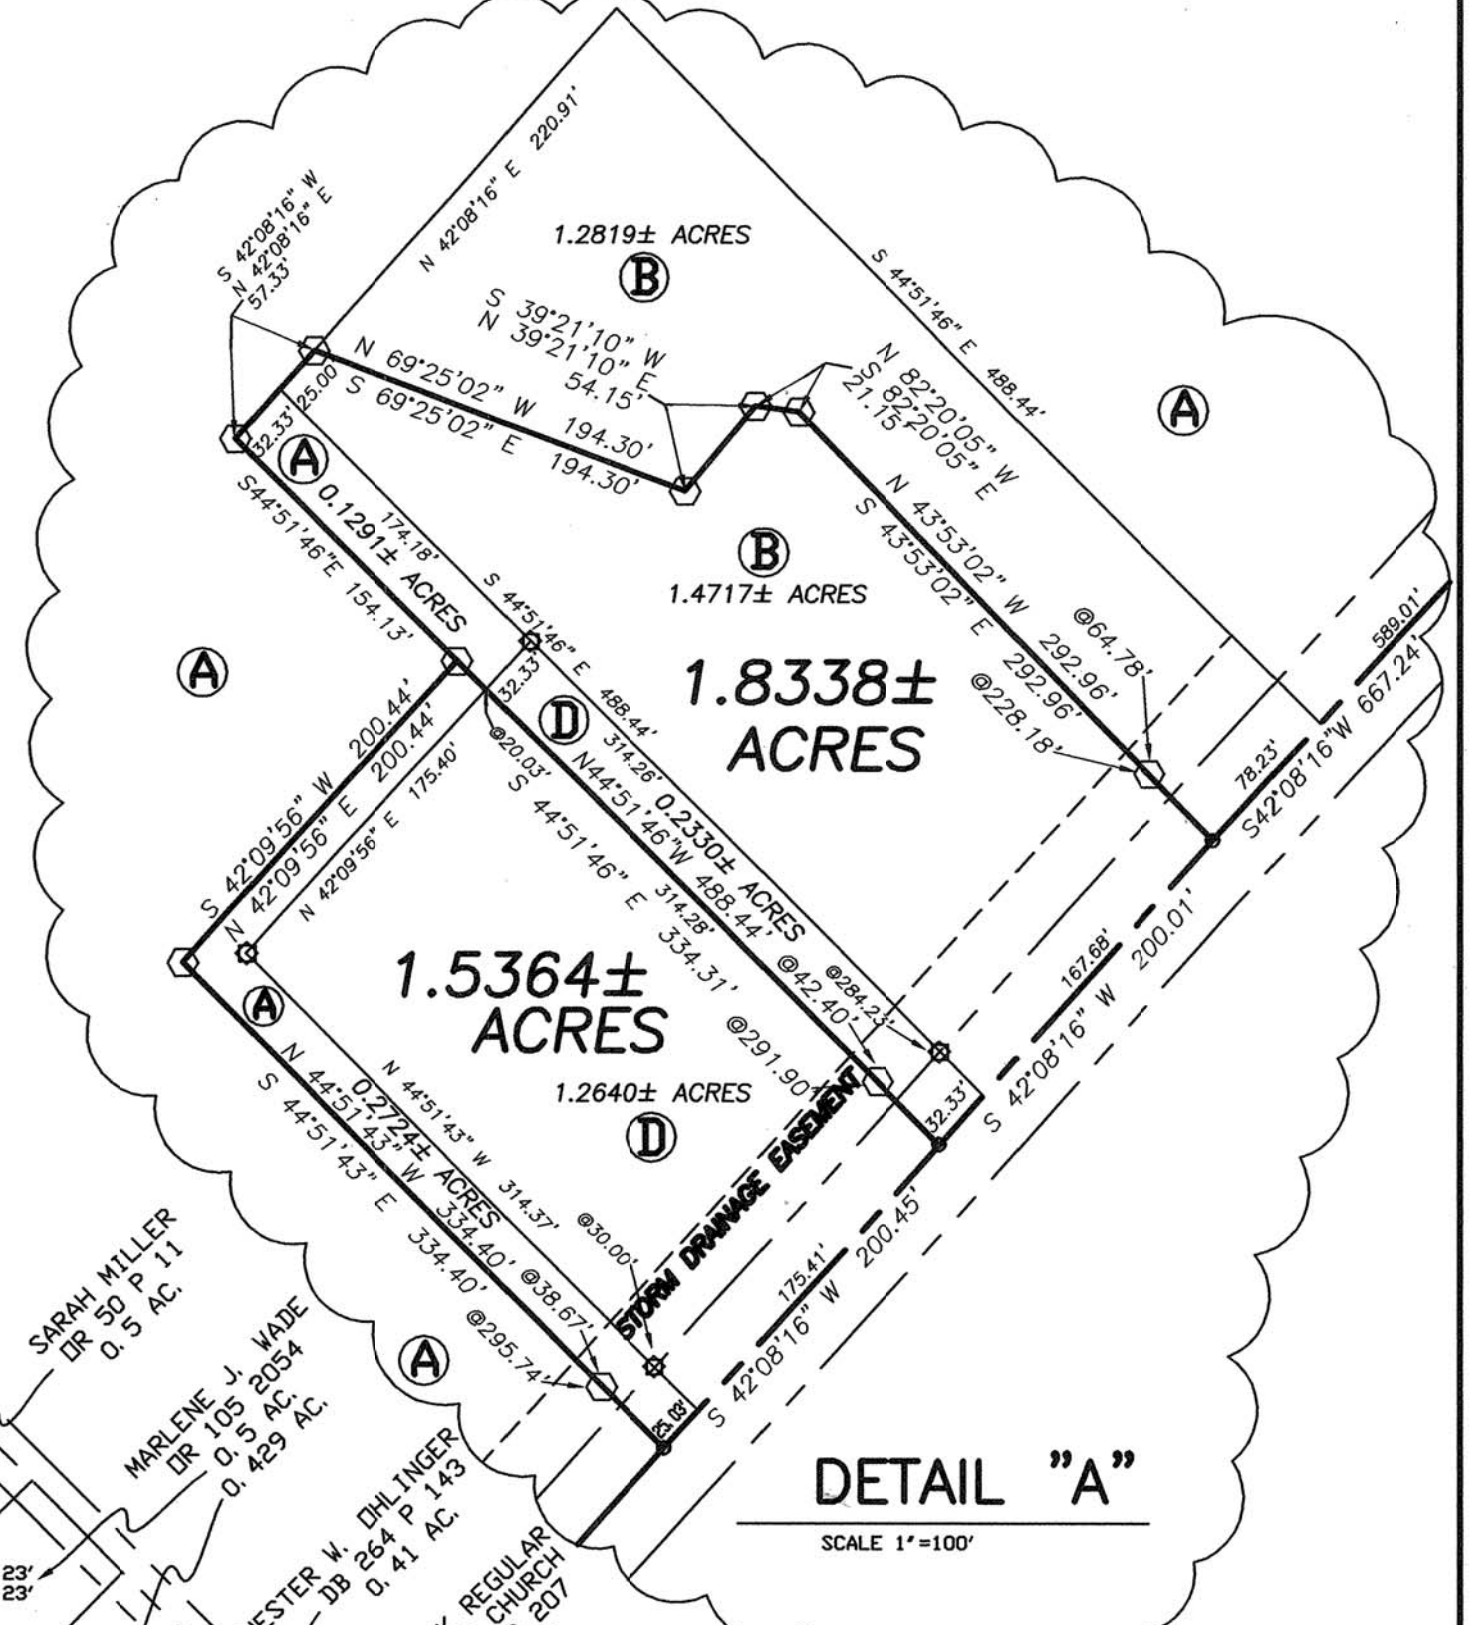 N 42°08'16" E 220.91'
S 42°08'16" W
N 42°08'16" E
57.33'
1.2819± ACRES
B
S 44°51'46" E 488.44'
A
S 39°21'10" W
N 39°21'10" E
54.15'
N 82°20'05" W
S 82°20'05" E
21.15'
N 69°25'02" W 194.30'
S 69°25'02" E 194.30'
25.00'
32.33'
A
0.1291± ACRES
174.18'
S44°51'46"E 154.13'
N 43°53'02" W 292.96'
S 43°53'02" E 292.96'
B
1.4717± ACRES
1.8338±
ACRES
@64.78'
@228.18'
589.01'
S42°08'16"W 667.24'
78.23'
A
S 44°51'46" E 488.44'
32.33'
D
314.26'
0.2330± ACRES
@20.03'
N44°51'46"W 488.44'
314.28'
S 44°51'46" E 334.31'
S 42°09'56" W 200.44'
N 42°09'56" E 200.44'
N 42°09'56" E 175.40'
1.5364±
ACRES
1.2640± ACRES
D
@42.40'
@284.23'
@291.90'
167.68'
S 42°08'16" W 200.01'
32.33'
STORM DRAINAGE EASEMENT
A
N 44°51'43" W 314.37'
0.2724± ACRES
N 44°51'43" W 334.40'
S 44°51'43" E 334.40'
@30.00'
@38.67'
@295.74'
175.41'
S 42°08'16" W 200.45'
25.03'
A
SARAH MILLER
OR 50 P 11
0.5 AC.
MARLENE J. WADE
OR 105 2054
0.5 AC.
0.429 AC.
ESTER W. OHLINGER
DB 264 P 143
0.41 AC.
REGULAR
CHURCH
207
23'
23'
DETAIL "A"
SCALE 1"=100'